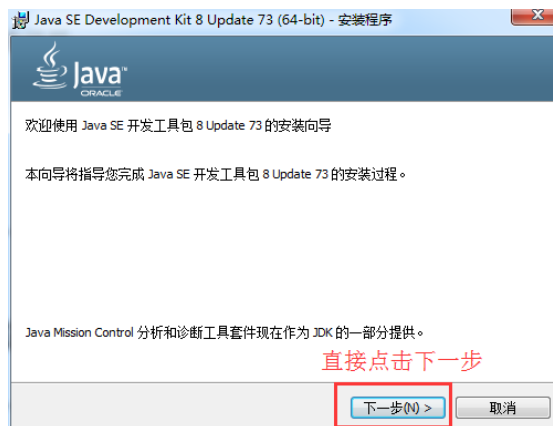 Java SE Development Kit 8 Update 73 (64-bit) - 安装程序
Java™
ORACLE
欢迎使用 Java SE 开发工具包 8 Update 73 的安装向导
本向导将指导您完成 Java SE 开发工具包 8 Update 73 的安装过程。
Java Mission Control 分析和诊断工具套件现在作为 JDK 的一部分提供。
直接点击下一步
下一步(N) >
取消